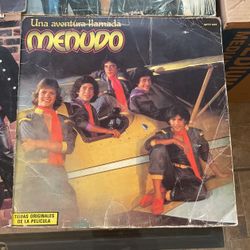 Una aventura llamada
MENUDO
TEMAS ORIGINALES
DE LA PELICULA